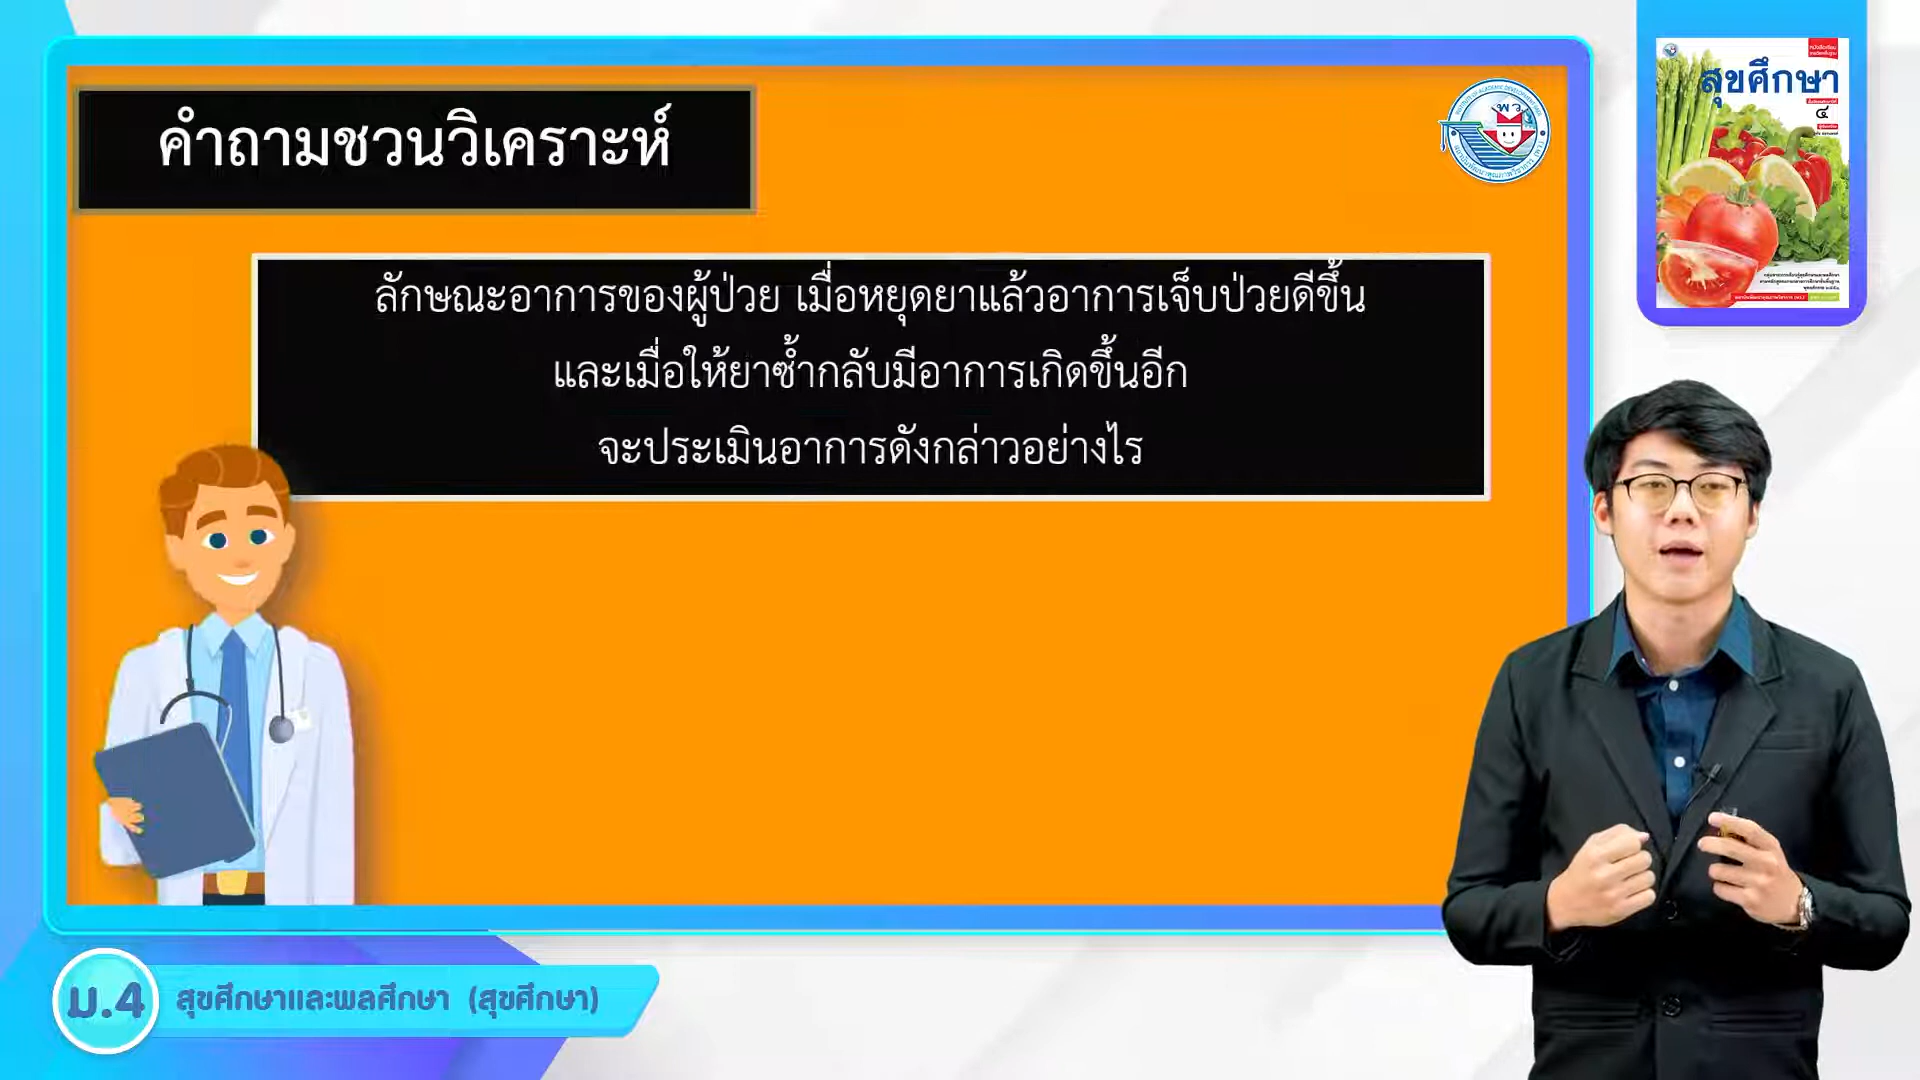 คำถามชวนวิเคราะห์
ลักษณะอาการของผู้ป่วย เมื่อหยุดยาแล้วอาการเจ็บป่วยดีขึ้น
และเมื่อให้ยาซ้ำกลับมีอาการเกิดขึ้นอีก
จะประเมินอาการดังกล่าวอย่างไร
พว.
สุขศึกษา
๔
ม.4
สุขศึกษาและพลศึกษา (สุขศึกษา)